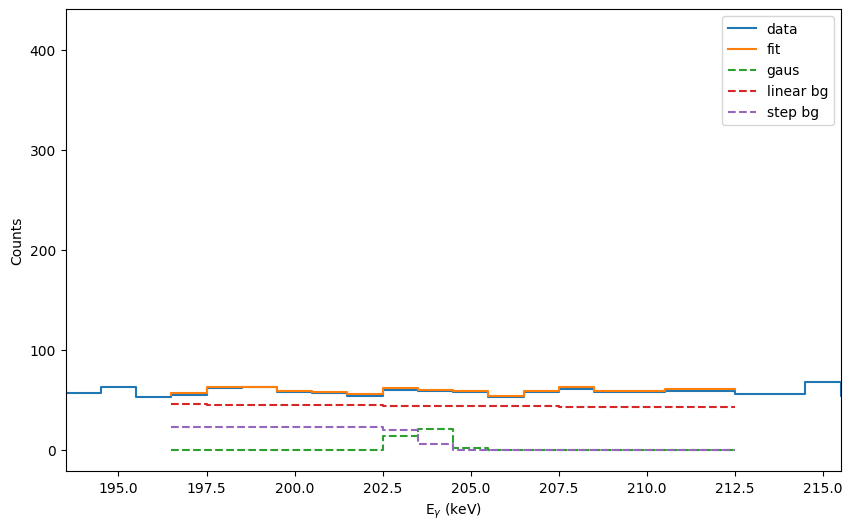 data
fit
gaus
linear bg
step bg
400
300
200
100
0
Counts
195.0 197.5 200.0 202.5 205.0 207.5 210.0 212.5 215.0
Eγ (keV)